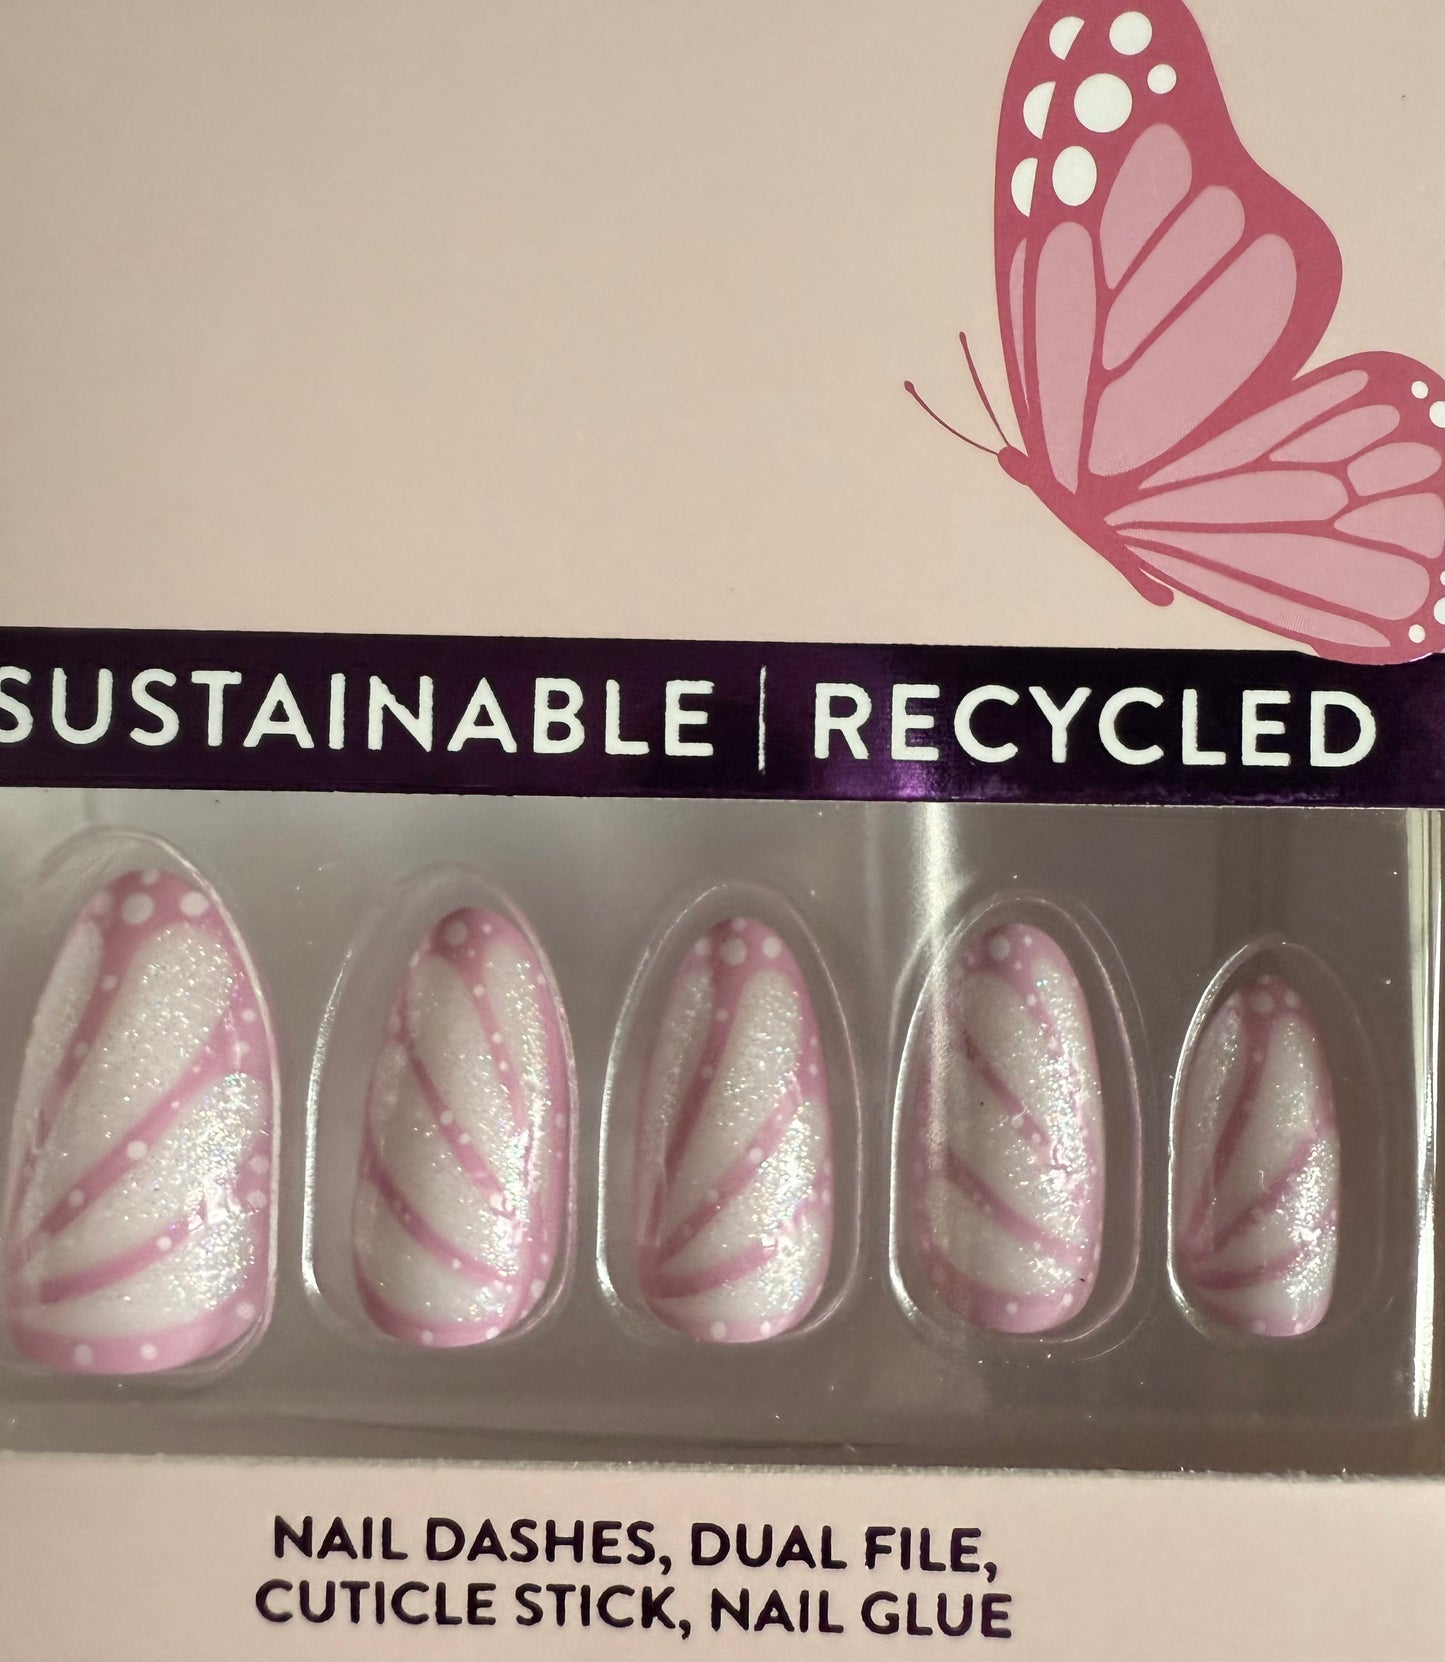 SUSTAINABLE | RECYCLED
NAIL DASHES, DUAL FILE,
CUTICLE STICK, NAIL GLUE